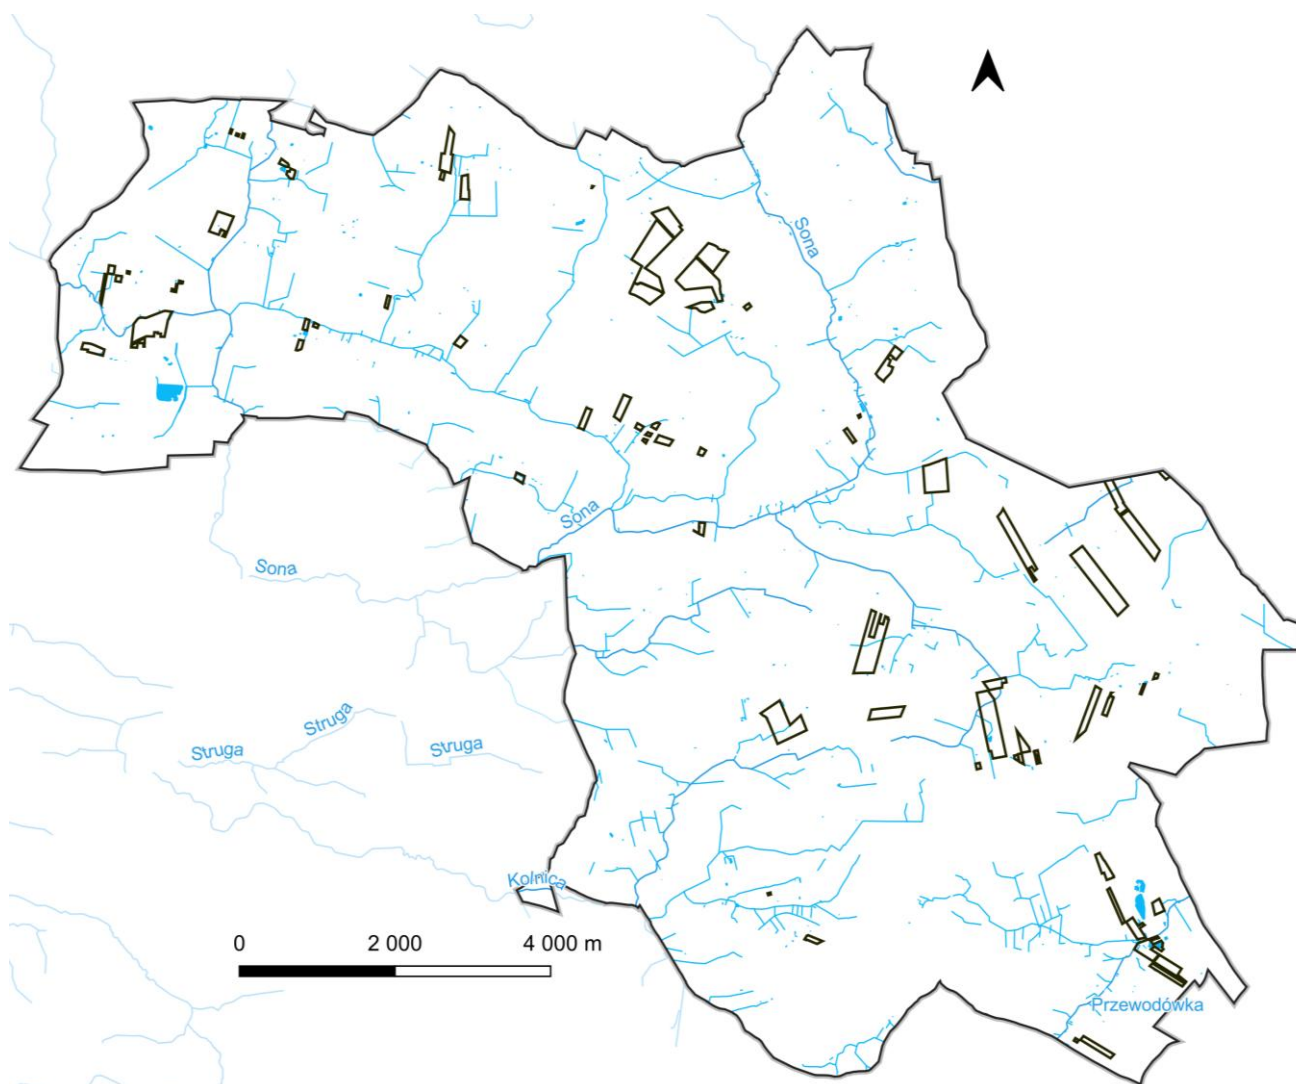 Sona
Sona
Sona
Struga
Struga
Struga
Kolnica
0 2 000 4 000 m
Przewodówka